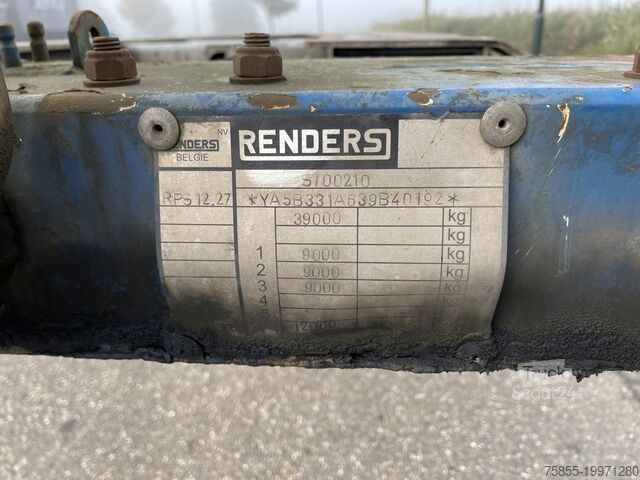 NV
RENDERS
BELGIE
RENDERS
S700210
RPS 12.27
*YA5B331A639B40192*
39000 kg
kg
1 9000 kg
2 9000 kg
3 9000 kg
4
12000
Truck
Scout24
75855-19971280